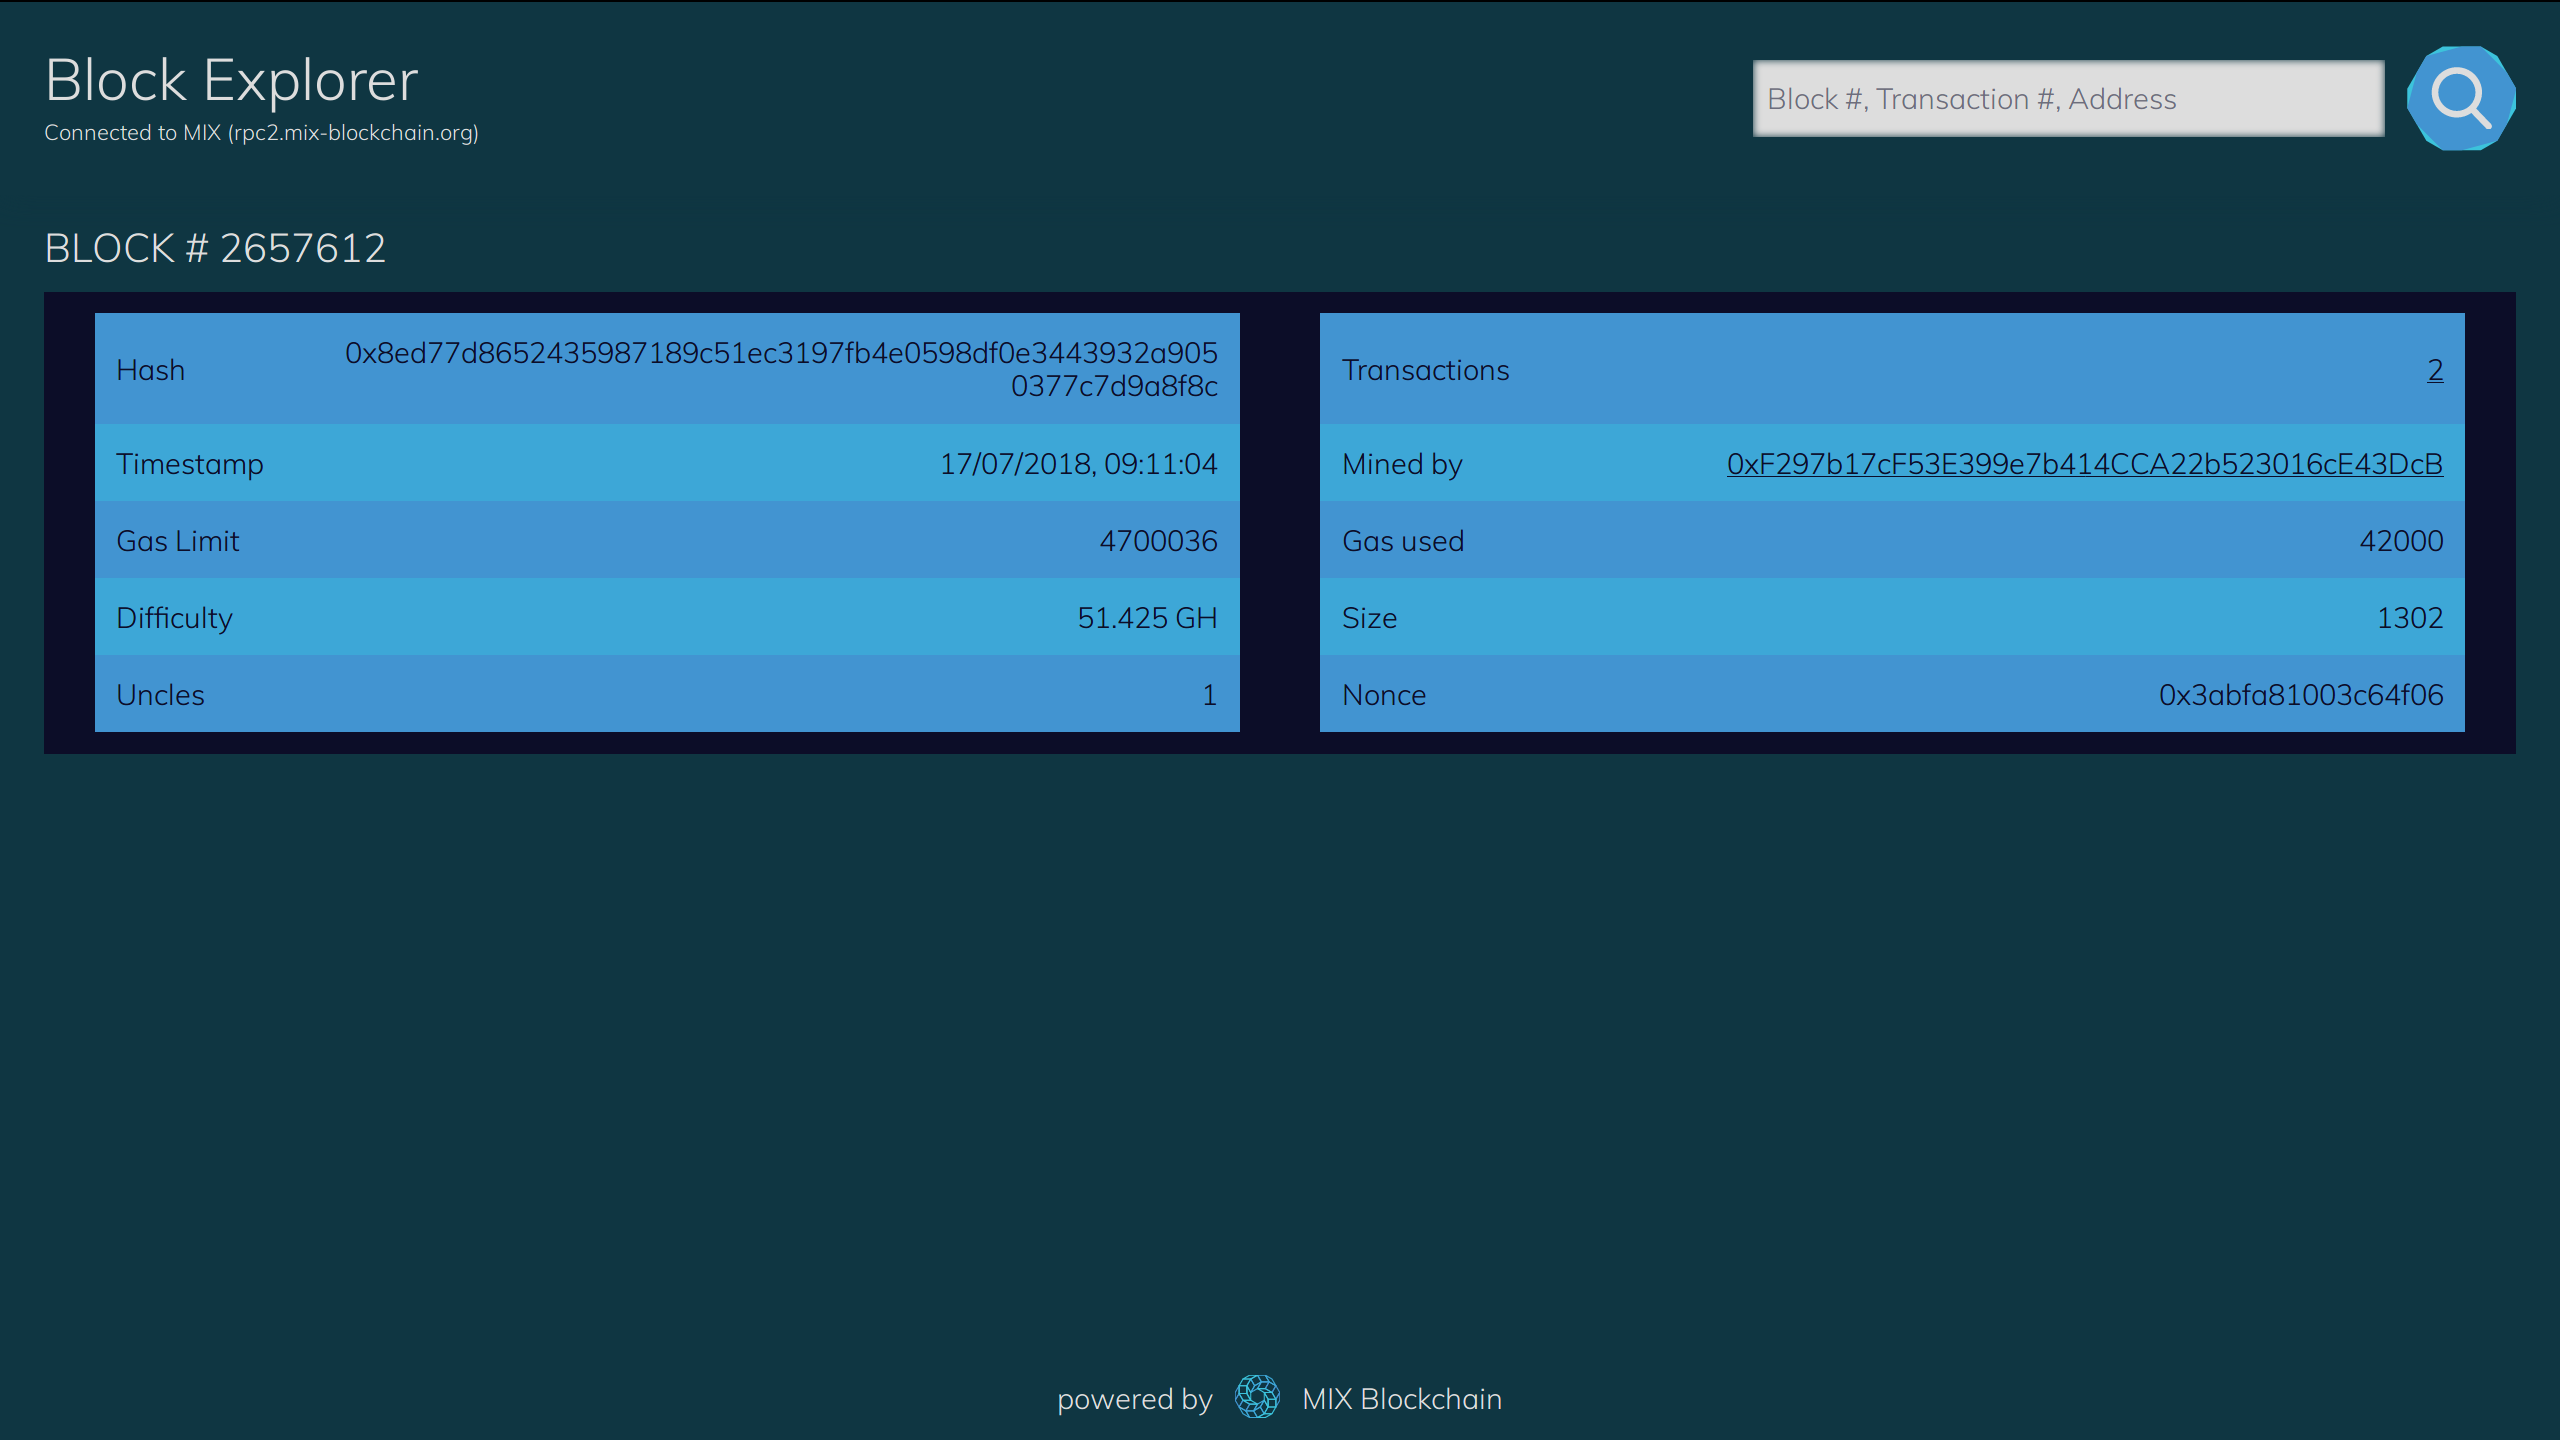 Block Explorer
Connected to MIX (rpc2.mix-blockchain.org)
Block #, Transaction #, Address
BLOCK # 2657612
Hash
0x8ed77d8652435987189c51ec3197fb4e0598df0e3443932a905
0377c7d9a8f8c
Timestamp
17/07/2018, 09:11:04
Gas Limit
4700036
Difficulty
51.425 GH
Uncles
1
Transactions
2
Mined by
0xF297b17cF53E399e7b414CCA22b523016cE43DcB
Gas used
42000
Size
1302
Nonce
0x3abfa81003c64f06
powered by MIX Blockchain